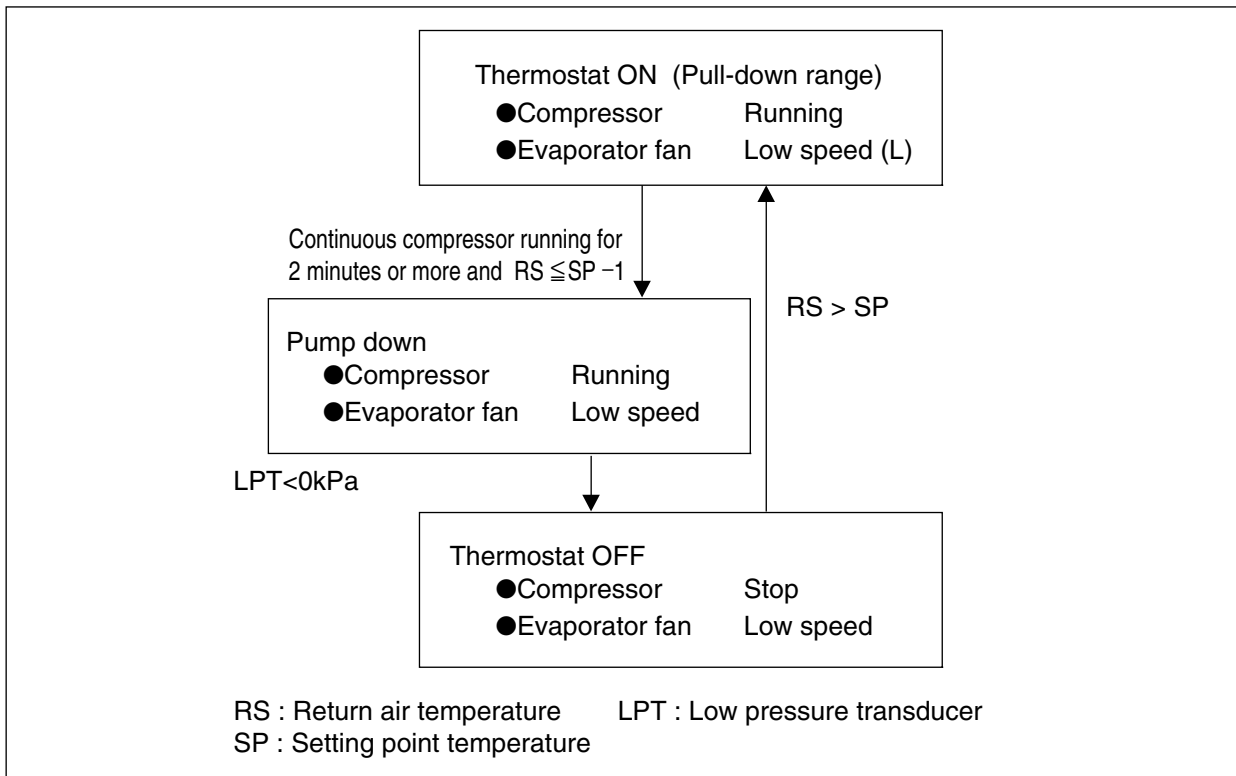 Thermostat ON (Pull-down range)
●Compressor Running
●Evaporator fan Low speed (L)
Continuous compressor running for
2 minutes or more and RS ≦SP −1
RS > SP
Pump down
●Compressor Running
●Evaporator fan Low speed
LPT<0kPa
Thermostat OFF
●Compressor Stop
●Evaporator fan Low speed
RS : Return air temperature LPT : Low pressure transducer
SP : Setting point temperature